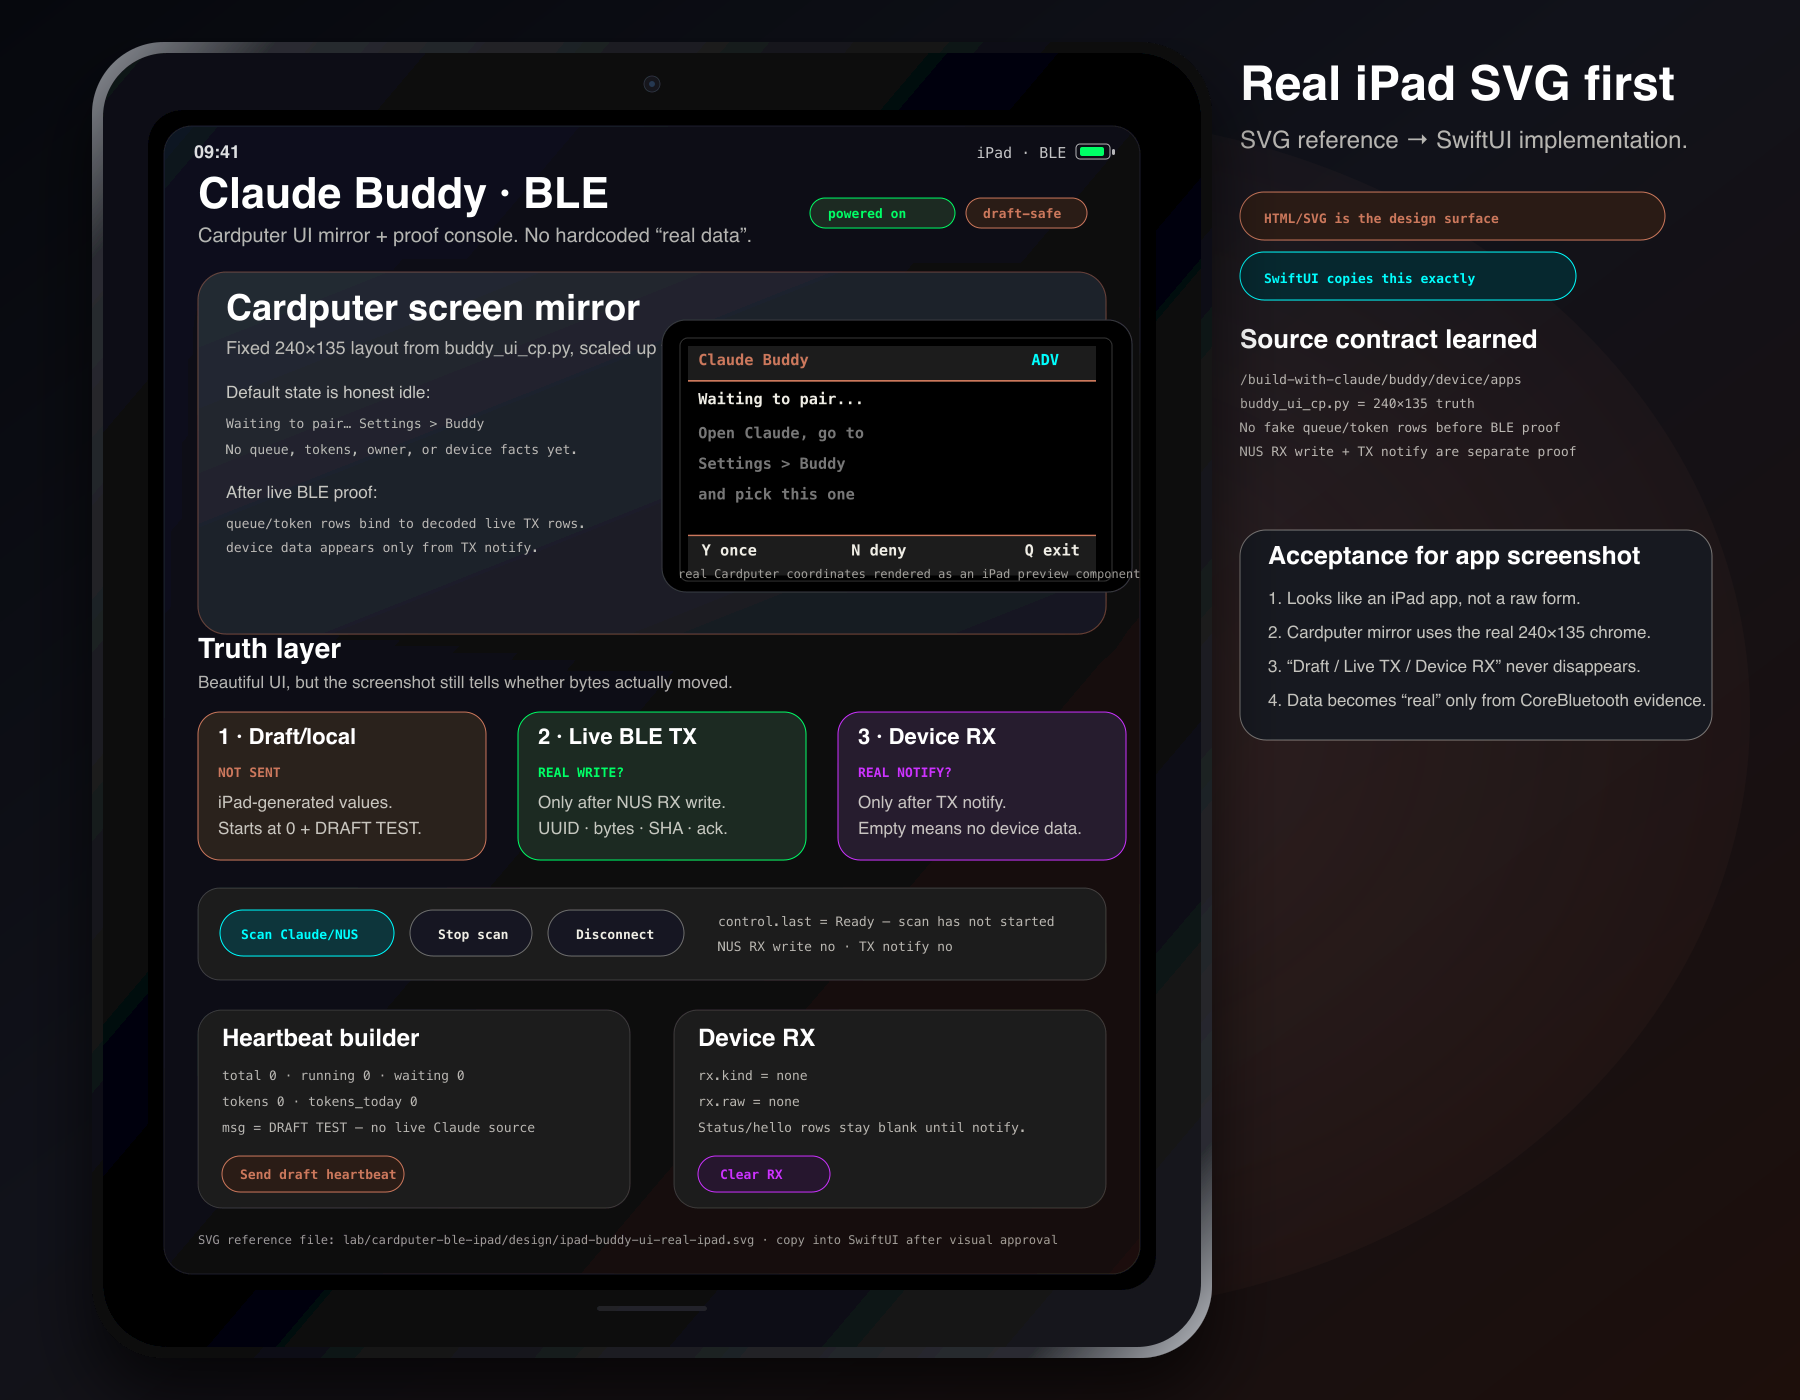 09:41
iPad · BLE
Claude Buddy · BLE
powered on
draft-safe
Cardputer UI mirror + proof console. No hardcoded “real data”.
Cardputer screen mirror
Fixed 240×135 layout from buddy_ui_cp.py, scaled up
Default state is honest idle:
Waiting to pair… Settings > Buddy
No queue, tokens, owner, or device facts yet.
After live BLE proof:
queue/token rows bind to decoded live TX rows.
device data appears only from TX notify.
Claude Buddy
ADV
Waiting to pair...
Open Claude, go to
Settings > Buddy
and pick this one
Y once
N deny
Q exit
real Cardputer coordinates rendered as an iPad preview component
Truth layer
Beautiful UI, but the screenshot still tells whether bytes actually moved.
1 · Draft/local
NOT SENT
iPad-generated values.
Starts at 0 + DRAFT TEST.
2 · Live BLE TX
REAL WRITE?
Only after NUS RX write.
UUID · bytes · SHA · ack.
3 · Device RX
REAL NOTIFY?
Only after TX notify.
Empty means no device data.
Scan Claude/NUS
Stop scan
Disconnect
control.last = Ready — scan has not started
NUS RX write no · TX notify no
Heartbeat builder
total 0 · running 0 · waiting 0
tokens 0 · tokens_today 0
msg = DRAFT TEST — no live Claude source
Send draft heartbeat
Device RX
rx.kind = none
rx.raw = none
Status/hello rows stay blank until notify.
Clear RX
SVG reference file: lab/cardputer-ble-ipad/design/ipad-buddy-ui-real-ipad.svg · copy into SwiftUI after visual approval
Real iPad SVG first
SVG reference → SwiftUI implementation.
HTML/SVG is the design surface
SwiftUI copies this exactly
Source contract learned
/build-with-claude/buddy/device/apps
buddy_ui_cp.py = 240×135 truth
No fake queue/token rows before BLE proof
NUS RX write + TX notify are separate proof
Acceptance for app screenshot
1. Looks like an iPad app, not a raw form.
2. Cardputer mirror uses the real 240×135 chrome.
3. “Draft / Live TX / Device RX” never disappears.
4. Data becomes “real” only from CoreBluetooth evidence.